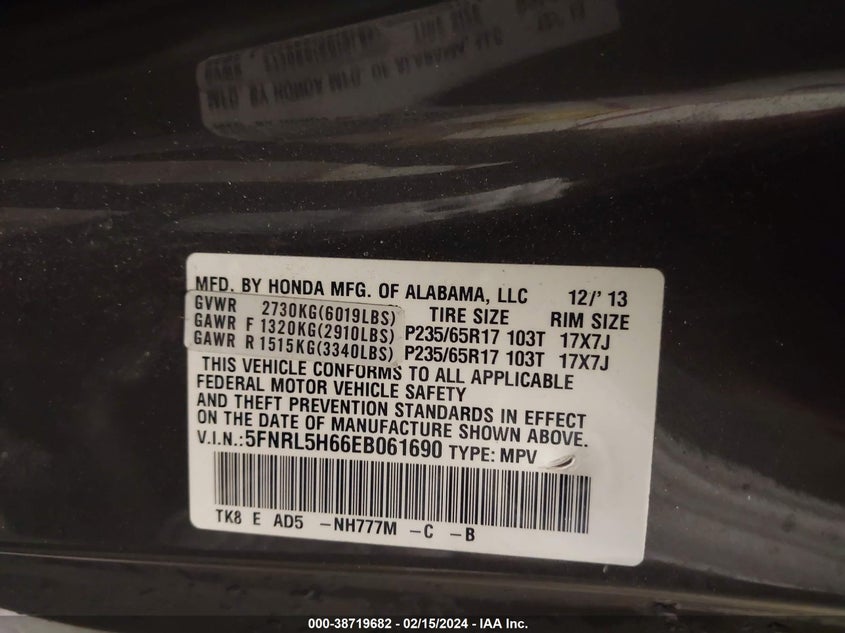 MFD. BY HONDA MFG. OF ALABAMA, LLC 12/' 13
GVWR 2730KG(6019LBS) TIRE SIZE RIM SIZE
GAWR F 1320KG(2910LBS) P235/65R17 103T 17X7J
GAWR R 1515KG(3340LBS) P235/65R17 103T 17X7J
THIS VEHICLE CONFORMS TO ALL APPLICABLE
FEDERAL MOTOR VEHICLE SAFETY
AND THEFT PREVENTION STANDARDS IN EFFECT
ON THE DATE OF MANUFACTURE SHOWN ABOVE.
V.I.N.:5FNRL5H66EB061690 TYPE: MPV
TK8 E AD5 -NH777M -C -B
000-38719682 - 02/15/2024 - IAA Inc.